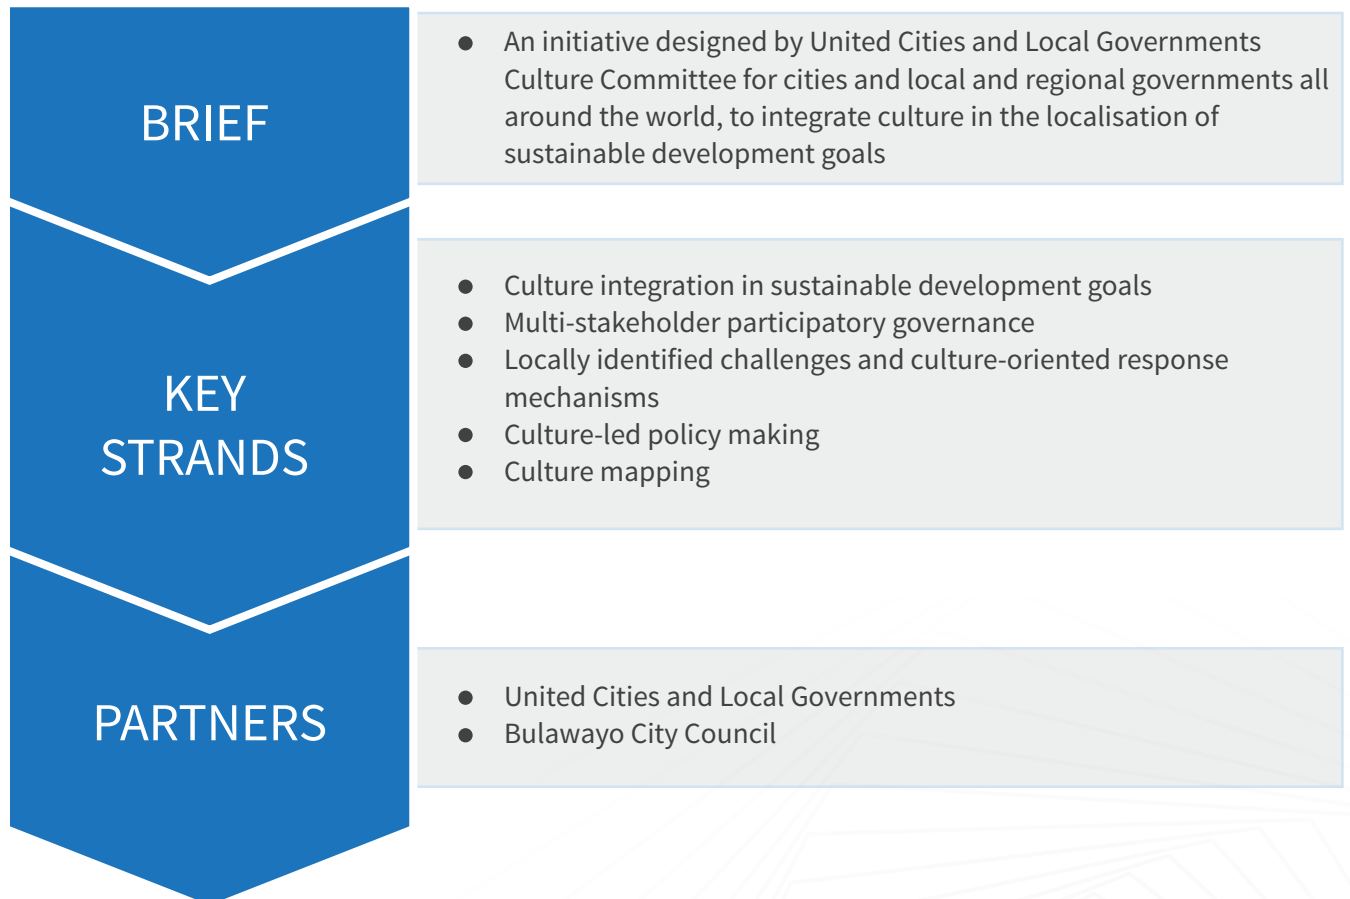 BRIEF
● An initiative designed by United Cities and Local Governments
Culture Committee for cities and local and regional governments all
around the world, to integrate culture in the localisation of
sustainable development goals
KEY
STRANDS
● Culture integration in sustainable development goals
● Multi-stakeholder participatory governance
● Locally identified challenges and culture-oriented response
mechanisms
● Culture-led policy making
● Culture mapping
PARTNERS
● United Cities and Local Governments
● Bulawayo City Council